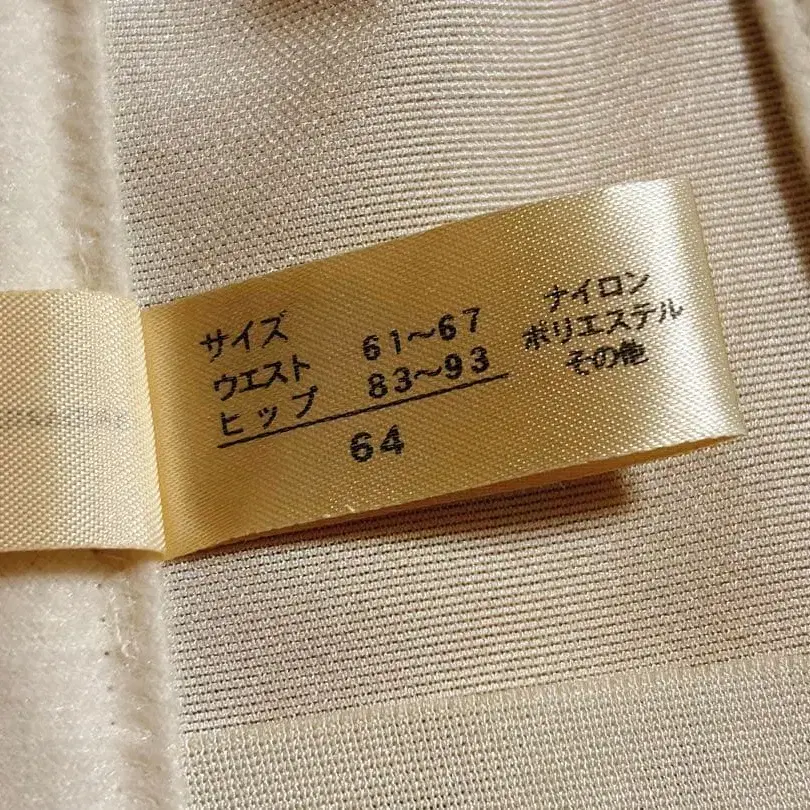 サイズ
ウエスト 61〜67
ヒップ 83〜93
64
ナイロン
ポリエステル
その他